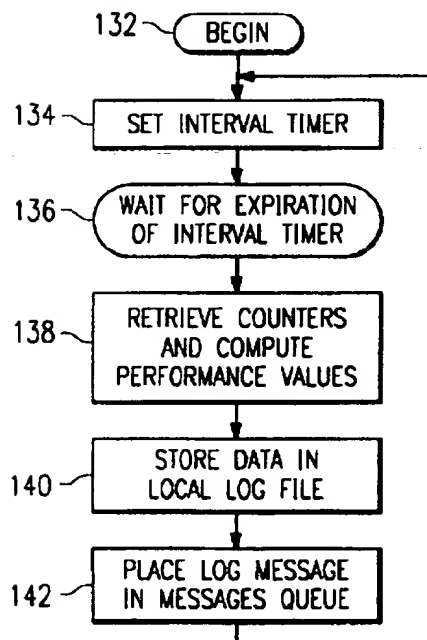 132
BEGIN
134
SET INTERVAL TIMER
136
WAIT FOR EXPIRATION
OF INTERVAL TIMER
138
RETRIEVE COUNTERS
AND COMPUTE
PERFORMANCE VALUES
140
STORE DATA IN
LOCAL LOG FILE
142
PLACE LOG MESSAGE
IN MESSAGES QUEUE